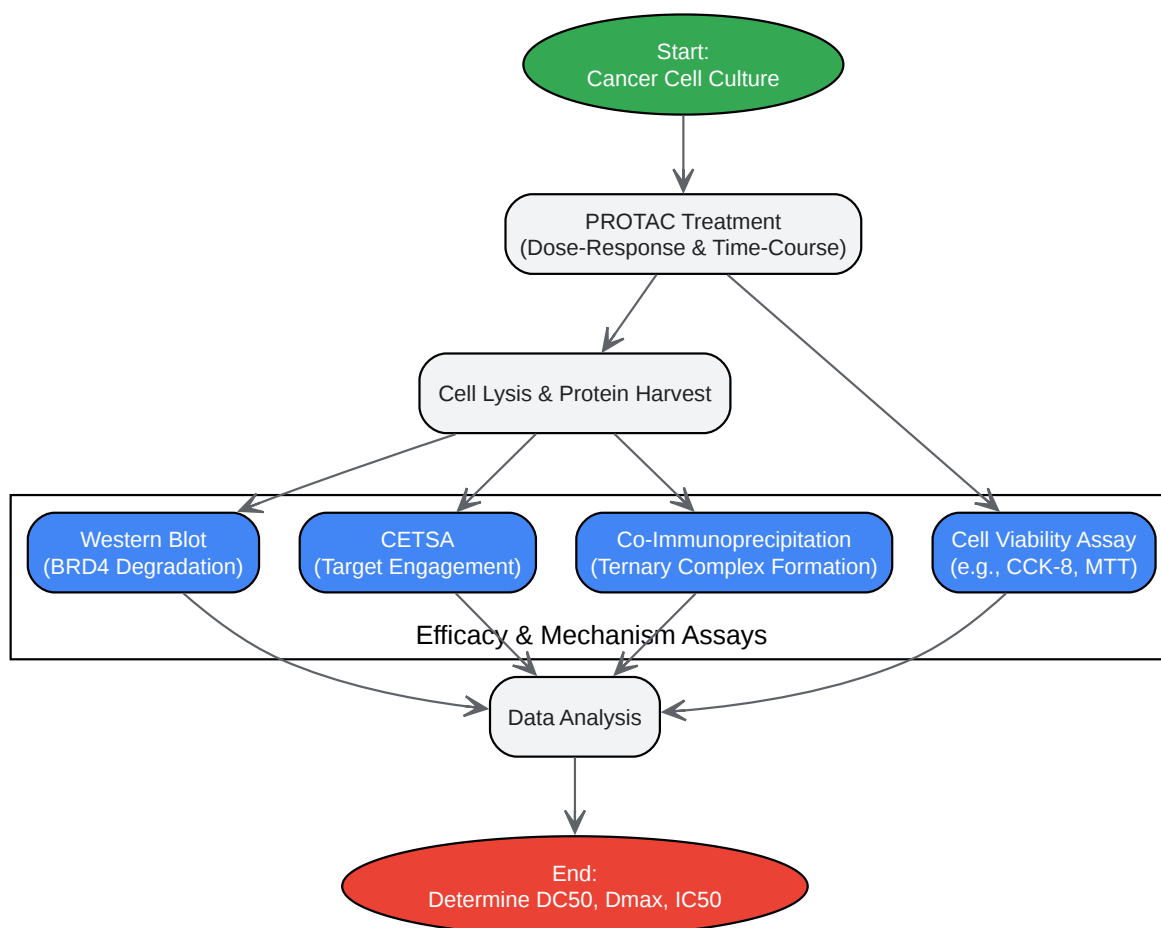 Start:
Cancer Cell Culture
PROTAC Treatment
(Dose-Response & Time-Course)
Cell Lysis & Protein Harvest
Western Blot
(BRD4 Degradation)
CETSA
(Target Engagement)
Co-Immunoprecipitation
(Ternary Complex Formation)
Cell Viability Assay
(e.g., CCK-8, MTT)
Efficacy & Mechanism Assays
Data Analysis
End:
Determine DC50, Dmax, IC50